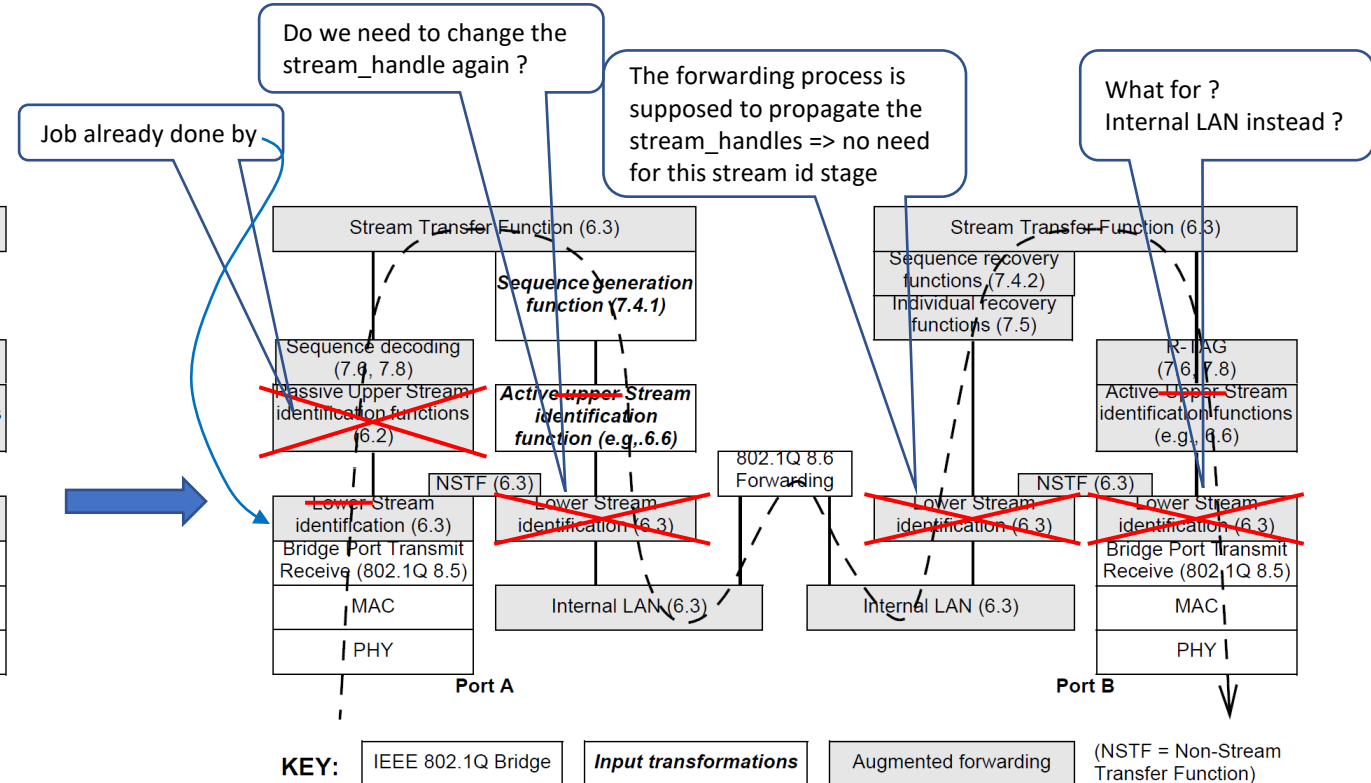 Do we need to change the
stream_handle again ?
The forwarding process is
supposed to propagate the
stream_handles => no need
for this stream id stage
What for ?
Internal LAN instead ?
Job already done by
Stream Transfer Function (6.3)
Stream Transfer Function (6.3)
Sequence generation
function (7.4.1)
Sequence recovery
functions (7.4.2)
Individual recovery
functions (7.5)
Sequence decoding
(7.6, 7.8)
Passive Upper Stream
identification functions
(6.2)
Active upper Stream
identification
function (e.g,.6.6)
R-TAG
(7.6, 7.8)
Active Upper Stream
identification functions
(e.g., 6.6)
802.1Q 8.6
Forwarding
NSTF (6.3)
NSTF (6.3)
Lower Stream
identification (6.3)
Lower Stream
identification (6.3)
Lower Stream
identification (6.3)
Lower Stream
identification (6.3)
Bridge Port Transmit
Receive (802.1Q 8.5)
Bridge Port Transmit
Receive (802.1Q 8.5)
MAC
Internal LAN (6.3)
Internal LAN (6.3)
MAC
PHY
PHY
Port A
Port B
KEY:
IEEE 802.1Q Bridge
Input transformations
Augmented forwarding
(NSTF = Non-Stream
Transfer Function)